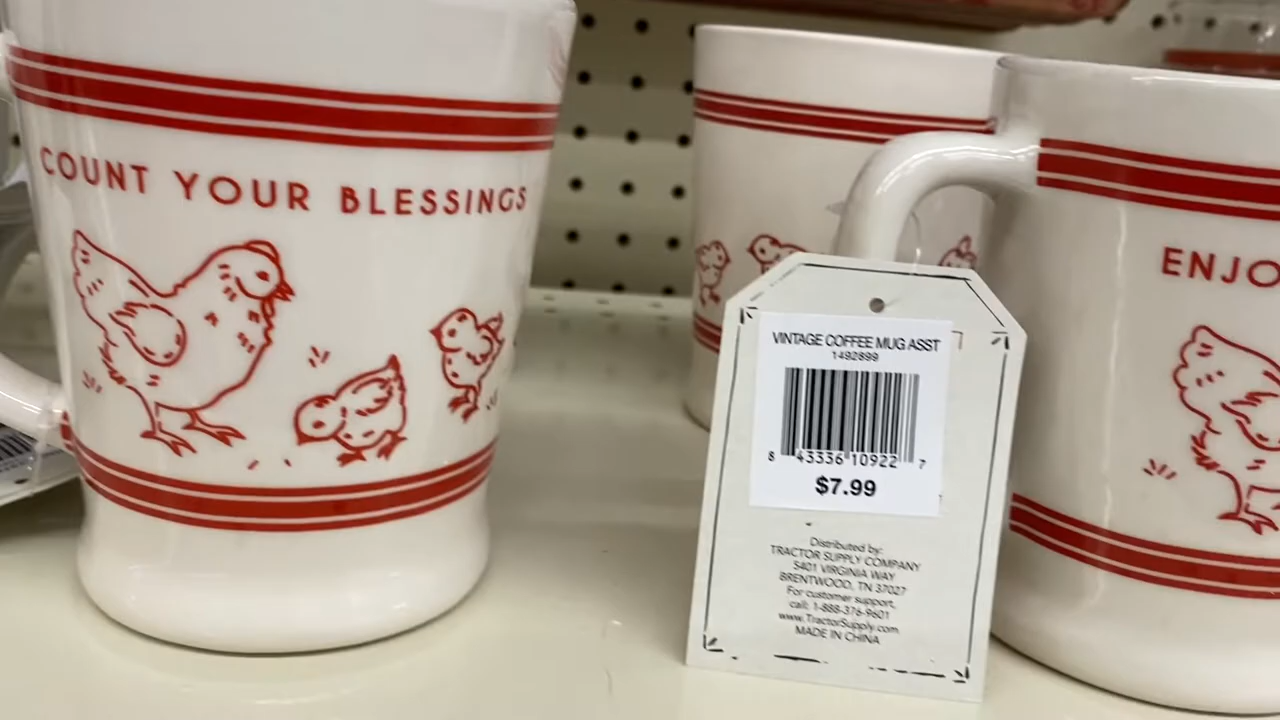 COUNT YOUR BLESSINGS
ENJO
VINTAGE COFFEE MUG ASST
1492899
8 43336 10922 7
$7.99
Distributed by:
TRACTOR SUPPLY COMPANY
5401 VIRGINIA WAY
BRENTWOOD, TN 37027
For customer support,
call: 1-888-376-9601
www.TractorSupply.com
MADE IN CHINA